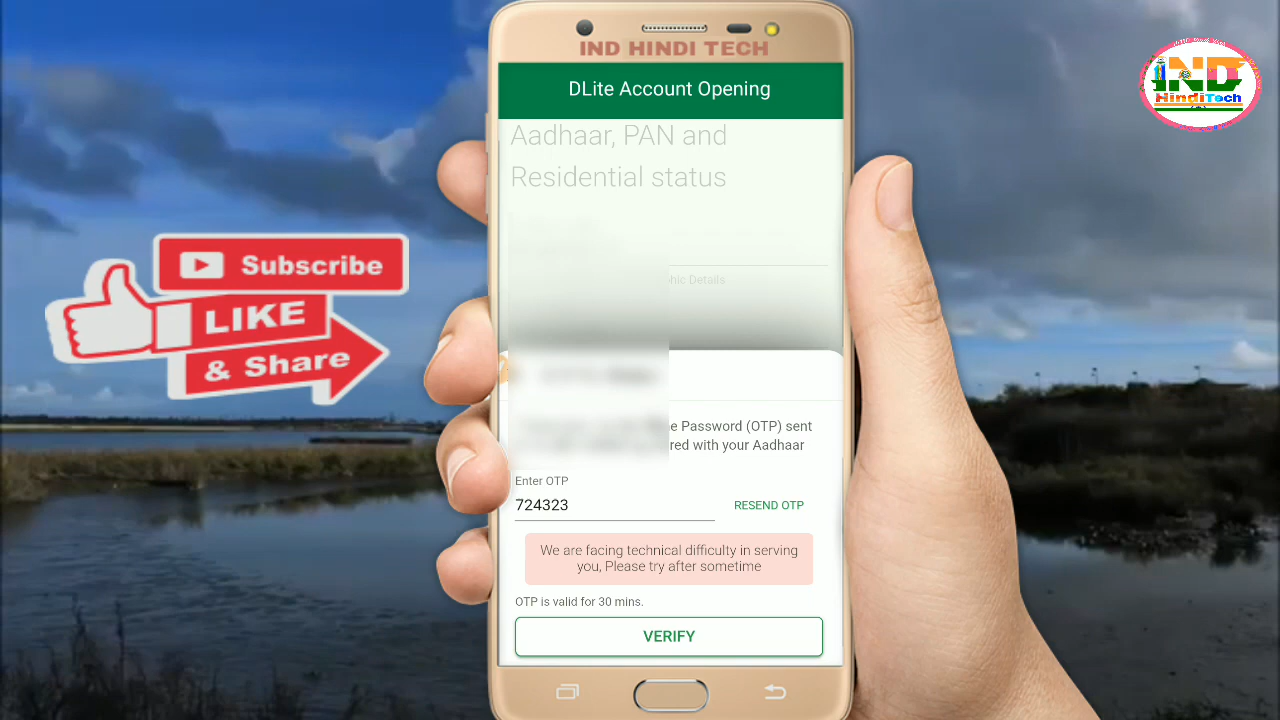 IND HINDI TECH
DLite Account Opening
Aadhaar, PAN and
Residential status
Details
Password (OTP) sent
with your Aadhaar
Enter OTP
724323
RESEND OTP
We are facing technical difficulty in serving
you, Please try after sometime
OTP is valid for 30 mins.
VERIFY
Subscribe
LIKE
& Share
IND
HindiTech